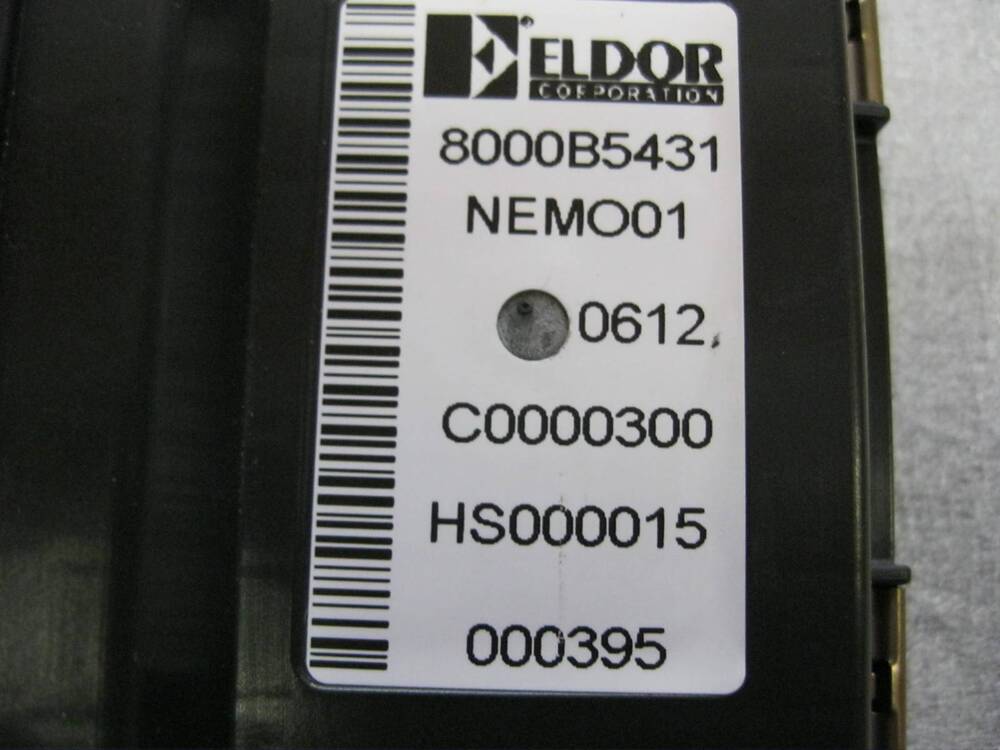 ELDOR
CORPORATION
8000B5431
NEMO01
0612
C0000300
HS000015
000395